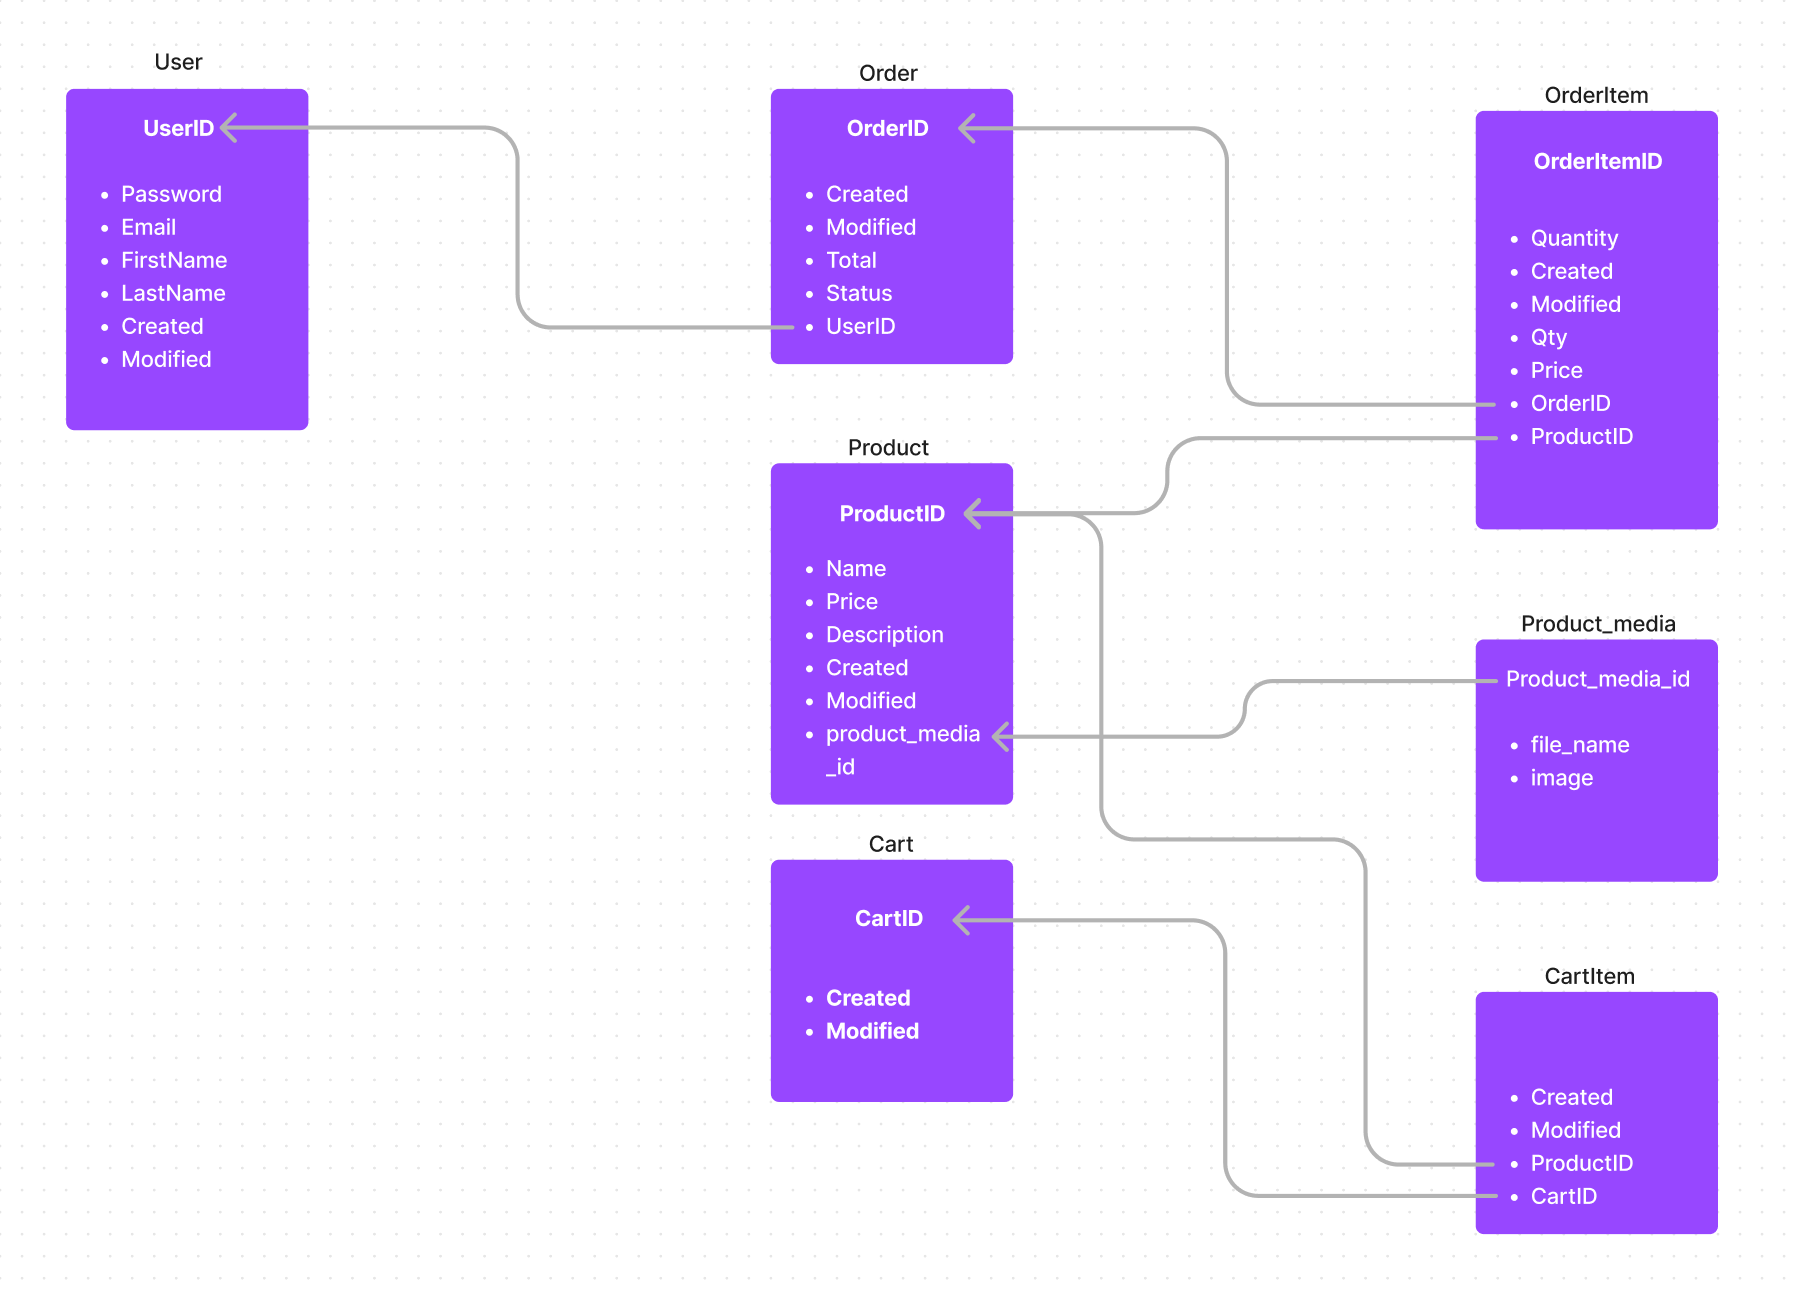 User
UserID
Password
Email
FirstName
LastName
Created
Modified
Order
OrderID
Created
Modified
Total
Status
UserID
OrderItem
OrderItemID
Quantity
Created
Modified
Qty
Price
OrderID
ProductID
Product
ProductID
Name
Price
Description
Created
Modified
product_media
_id
Product_media
Product_media_id
file_name
image
Cart
CartID
Created
Modified
CartItem
Created
Modified
ProductID
CartID